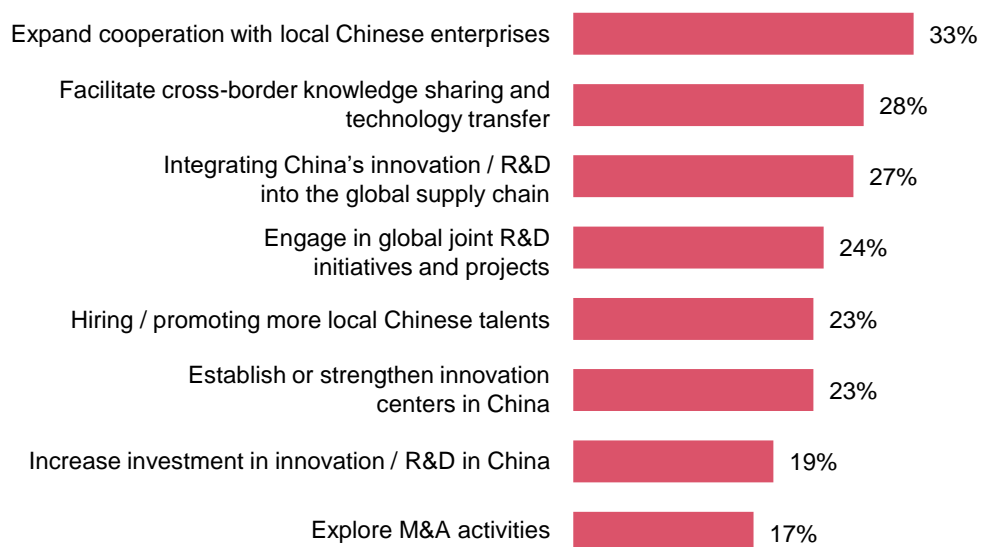 Expand cooperation with local Chinese enterprises 33%
Facilitate cross-border knowledge sharing and
technology transfer 28%
Integrating China’s innovation / R&D
into the global supply chain 27%
Engage in global joint R&D
initiatives and projects 24%
Hiring / promoting more local Chinese talents 23%
Establish or strengthen innovation
centers in China 23%
Increase investment in innovation / R&D in China 19%
Explore M&A activities 17%